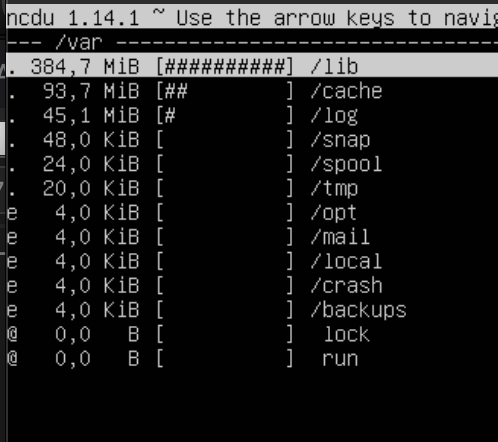 ncdu 1.14.1 ~ Use the arrow keys to navig
--- /var --------------------------------
. 384,7 MiB [##########] /lib
. 93,7 MiB [## ] /cache
. 45,1 MiB [# ] /log
. 48,0 KiB [ ] /snap
. 24,0 KiB [ ] /spool
. 20,0 KiB [ ] /tmp
e 4,0 KiB [ ] /opt
e 4,0 KiB [ ] /mail
e 4,0 KiB [ ] /local
e 4,0 KiB [ ] /crash
e 4,0 KiB [ ] /backups
@ 0,0 B [ ] lock
@ 0,0 B [ ] run